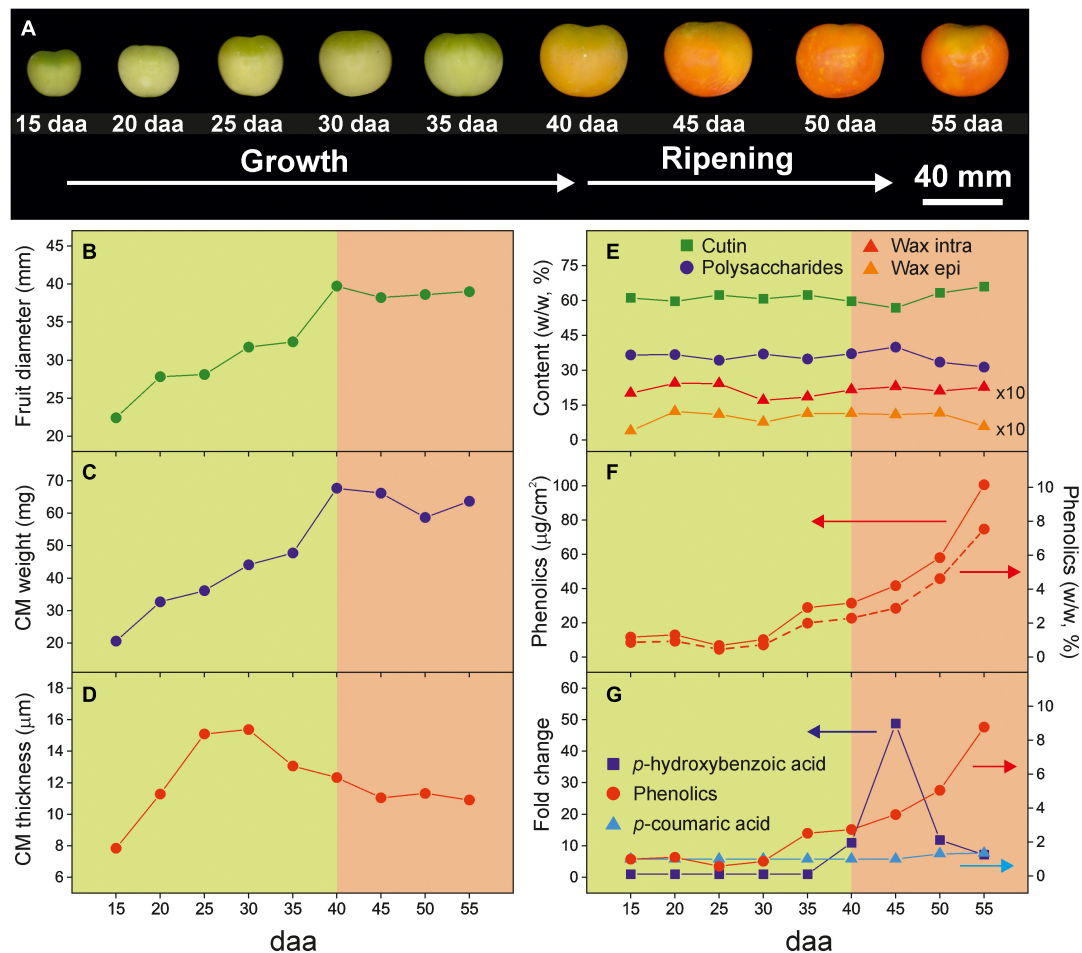 A
15 daa 20 daa 25 daa 30 daa 35 daa 40 daa 45 daa 50 daa 55 daa
Growth
Ripening
40 mm
B
Fruit diameter (mm)
45
40
35
30
25
20
C
CM weight (mg)
70
60
50
40
30
20
D
CM thickness (μm)
18
16
14
12
10
8
6
15 20 25 30 35 40 45 50 55
daa
E
Cutin
Polysaccharides
Wax intra
Wax epi
Content (w/w, %)
75
60
45
30
15
0
x10
x10
F
Phenolics (μg/cm²)
100
80
60
40
20
0
10
8
6
4
2
0
Phenolics (w/w, %)
G
Fold change
60
50
40
30
20
10
0
p-hydroxybenzoic acid
Phenolics
p-coumaric acid
10
8
6
4
2
0
15 20 25 30 35 40 45 50 55
daa